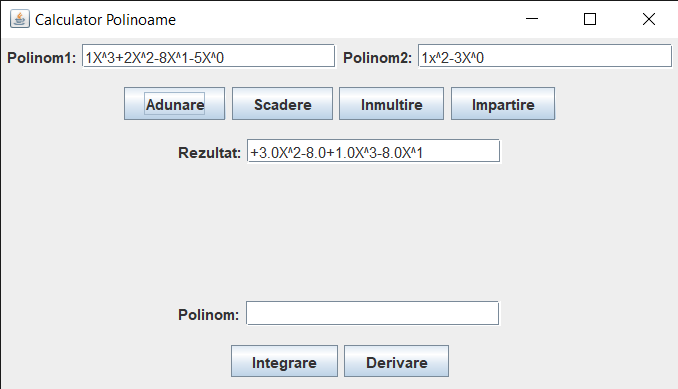 Calculator Polinoame
Polinom1: 1X^3+2X^2-8X^1-5X^0 Polinom2: 1x^2-3X^0
Adunare Scadere Inmultire Impartire
Rezultat: +3.0X^2-8.0+1.0X^3-8.0X^1
Polinom:
Integrare Derivare